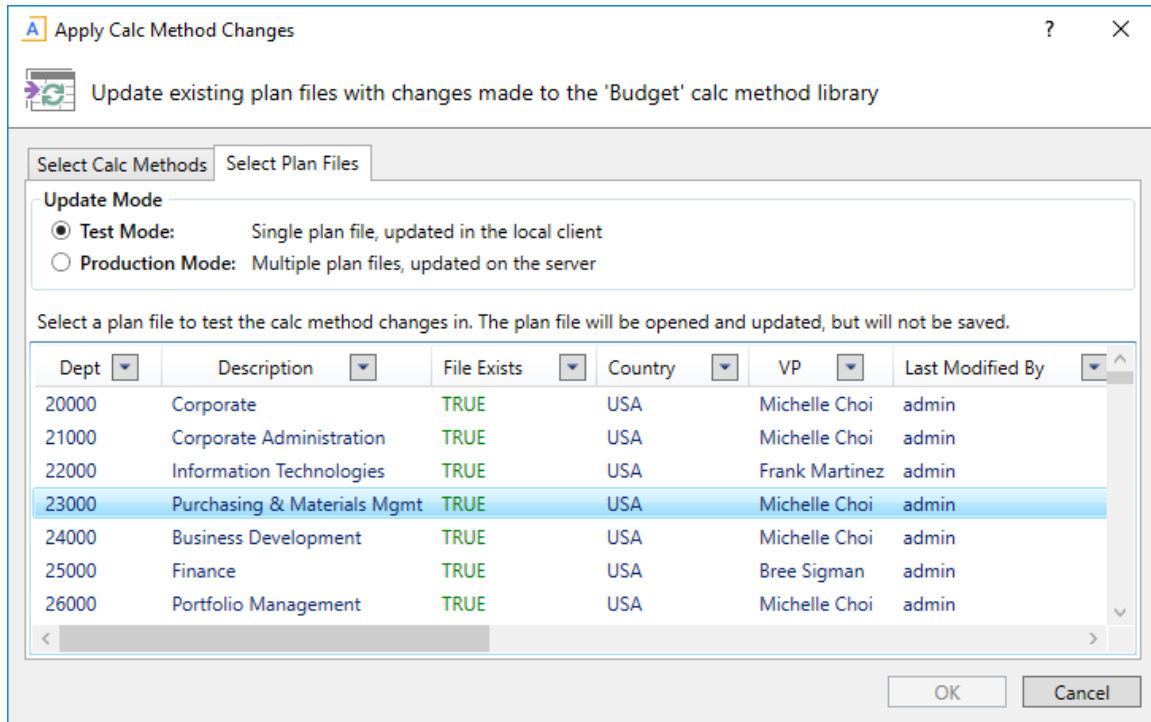 A Apply Calc Method Changes ? 
Update existing plan files with changes made to the 'Budget' calc method library
Select Calc Methods Select Plan Files
Update Mode
Test Mode: Single plan file, updated in the local client
Production Mode: Multiple plan files, updated on the server
Select a plan file to test the calc method changes in. The plan file will be opened and updated, but will not be saved.
Dept Description File Exists Country VP Last Modified By
20000 Corporate TRUE USA Michelle Choi admin
21000 Corporate Administration TRUE USA Michelle Choi admin
22000 Information Technologies TRUE USA Frank Martinez admin
23000 Purchasing & Materials Mgmt TRUE USA Michelle Choi admin
24000 Business Development TRUE USA Michelle Choi admin
25000 Finance TRUE USA Bree Sigman admin
26000 Portfolio Management TRUE USA Michelle Choi admin
OK Cancel